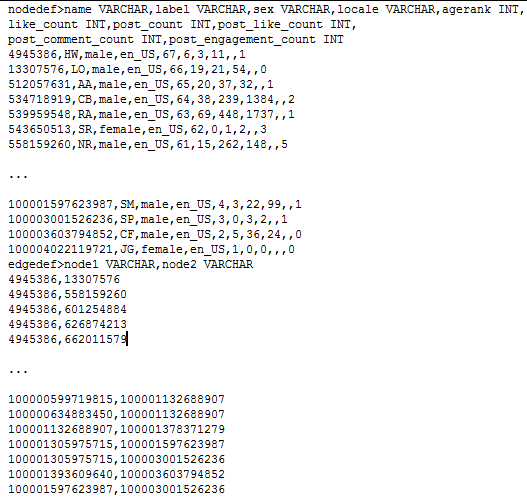 nodedef>name VARCHAR,label VARCHAR,sex VARCHAR,locale VARCHAR,agerank INT,
like_count INT,post_count INT,post_like_count INT,
post_comment_count INT,post_engagement_count INT
4945386,HW,male,en_US,67,6,3,11,,1
13307576,LO,male,en_US,66,19,21,54,,0
512057631,AA,male,en_US,65,20,37,32,,1
534718919,CB,male,en_US,64,38,239,1384,,2
539959548,RA,male,en_US,63,69,448,1737,,1
543650513,SR,female,en_US,62,0,1,2,,3
558159260,NR,male,en_US,61,15,262,148,,5
...
100001597623987,SM,male,en_US,4,3,22,99,,1
100003001526236,SP,male,en_US,3,0,3,2,,1
100003603794852,CF,male,en_US,2,5,36,24,,0
100004022119721,JG,female,en_US,1,0,0,,,0
edgedef>node1 VARCHAR,node2 VARCHAR
4945386,13307576
4945386,558159260
4945386,601254884
4945386,626874213
4945386,662011579
...
100000599719815,100001132688907
100000634883450,100001132688907
100001132688907,100001378371279
100001305975715,100001597623987
100001305975715,100003001526236
100001393609640,100003603794852
100001597623987,100003001526236